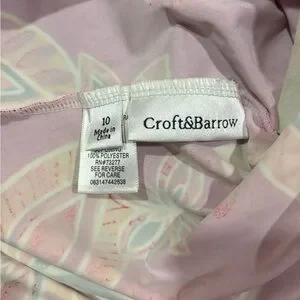 10
Made in
China
Croft&Barrow
100% POLYESTER
RN#73277
SEE REVERSE
FOR CARE